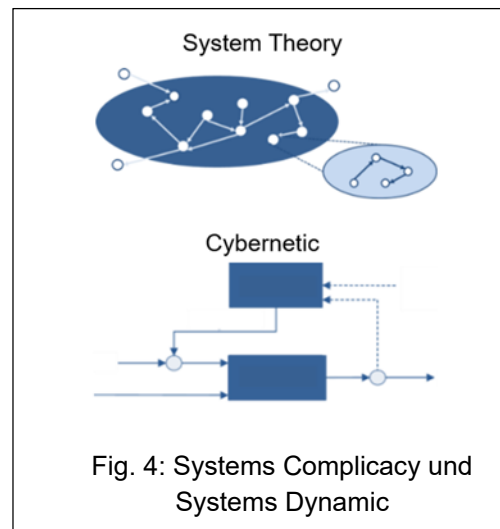 System Theory
Cybernetic
Fig. 4: Systems Complicacy und
Systems Dynamic